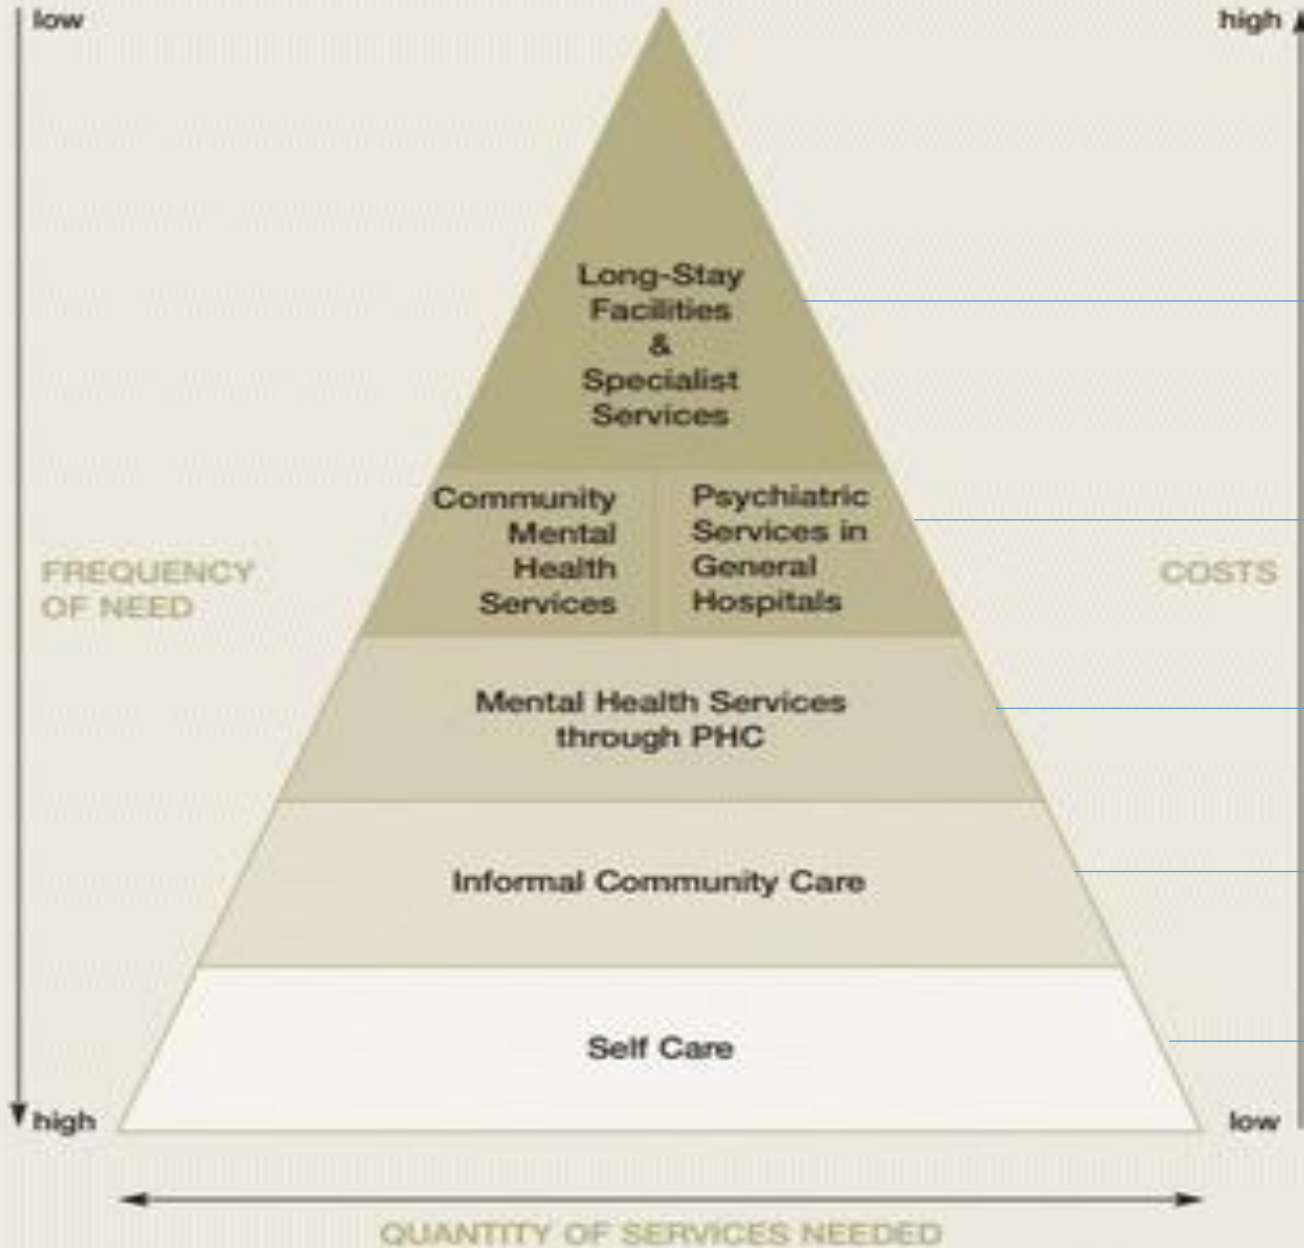 low
high
Long-Stay
Facilities
&
Specialist
Services
Community
Mental
Health
Services
Psychiatric
Services in
General
Hospitals
FREQUENCY
OF NEED
COSTS
Mental Health Services
through PHC
Informal Community Care
Self Care
high
low
QUANTITY OF SERVICES NEEDED